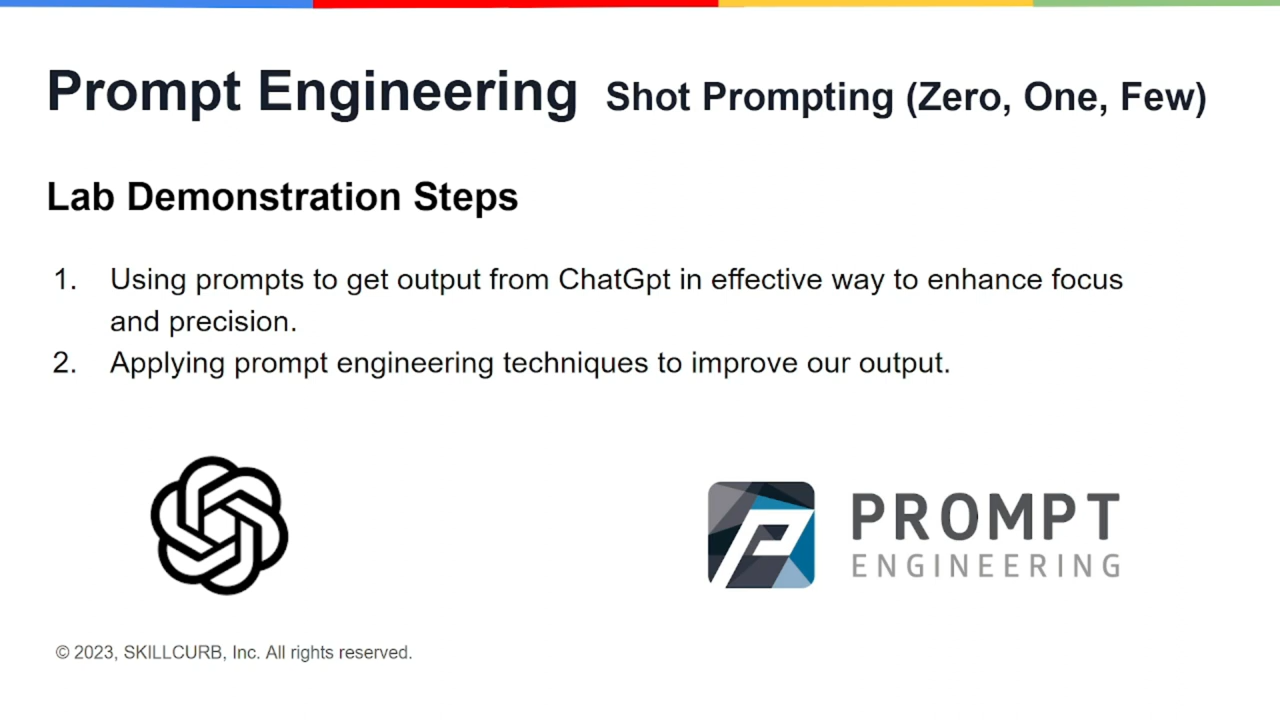 Prompt Engineering Shot Prompting (Zero, One, Few)
Lab Demonstration Steps
1. Using prompts to get output from ChatGpt in effective way to enhance focus
and precision.
2. Applying prompt engineering techniques to improve our output.
PROMPT
ENGINEERING
© 2023, SKILLCURB, Inc. All rights reserved.